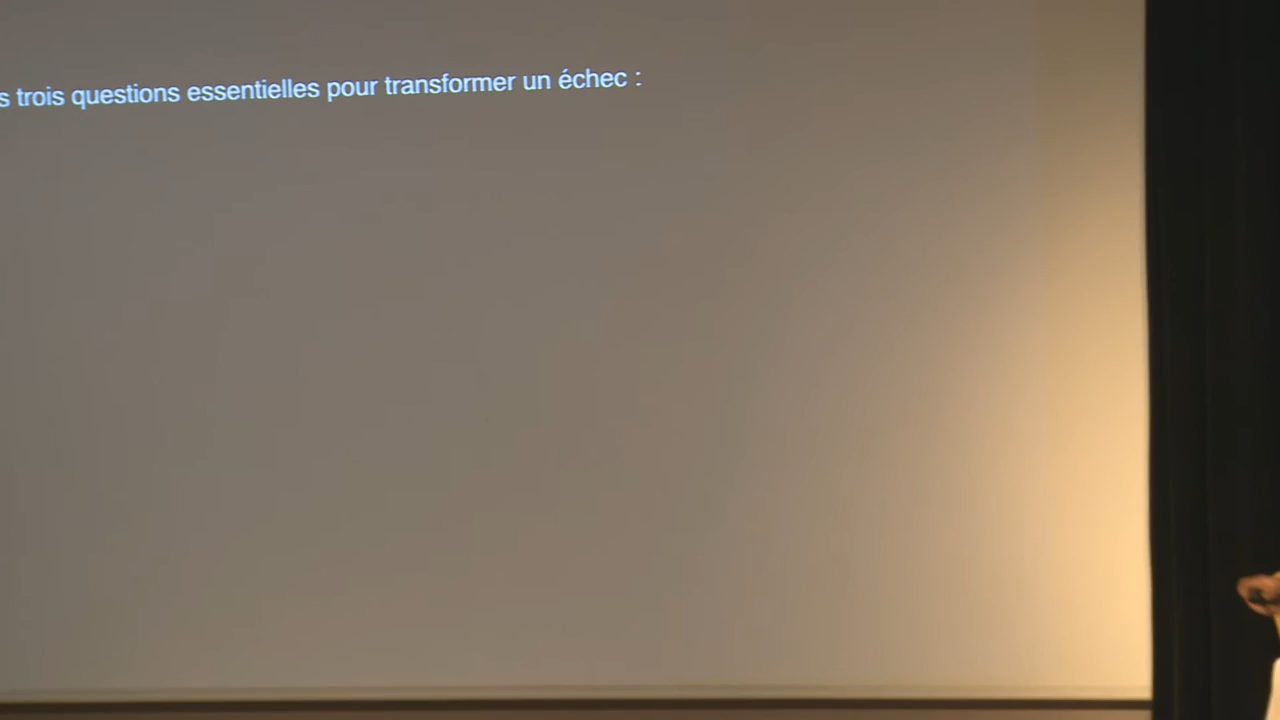 s trois questions essentielles pour transformer un échec :